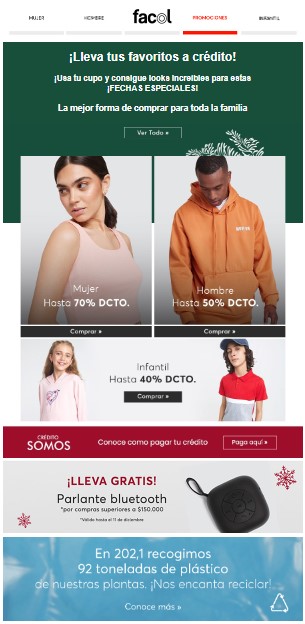 MUJER
HOMBRE
facol
PROMOCIONES
INFANTIL
¡Lleva tus favoritos a crédito!
¡Usa tu cupo y consigue looks increíbles para estas
¡FECHAS ESPECIALES!
La mejor forma de comprar para toda la familia
Ver Todo »
Mujer
Hasta 70% DCTO.
Comprar »
Hombre
Hasta 50% DCTO.
Comprar »
Infantil
Hasta 40% DCTO.
Comprar »
CRÉDITO
SOMOS
Conoce como pagar tu crédito
Paga aquí »
¡LLEVA GRATIS!
Parlante bluetooth
*por compras superiores a $150.000
*Válido hasta el 11 de diciembre
En 202,1 recogimos
92 toneladas de plástico
de nuestras plantas. ¡Nos encanta reciclar!
Conoce más »